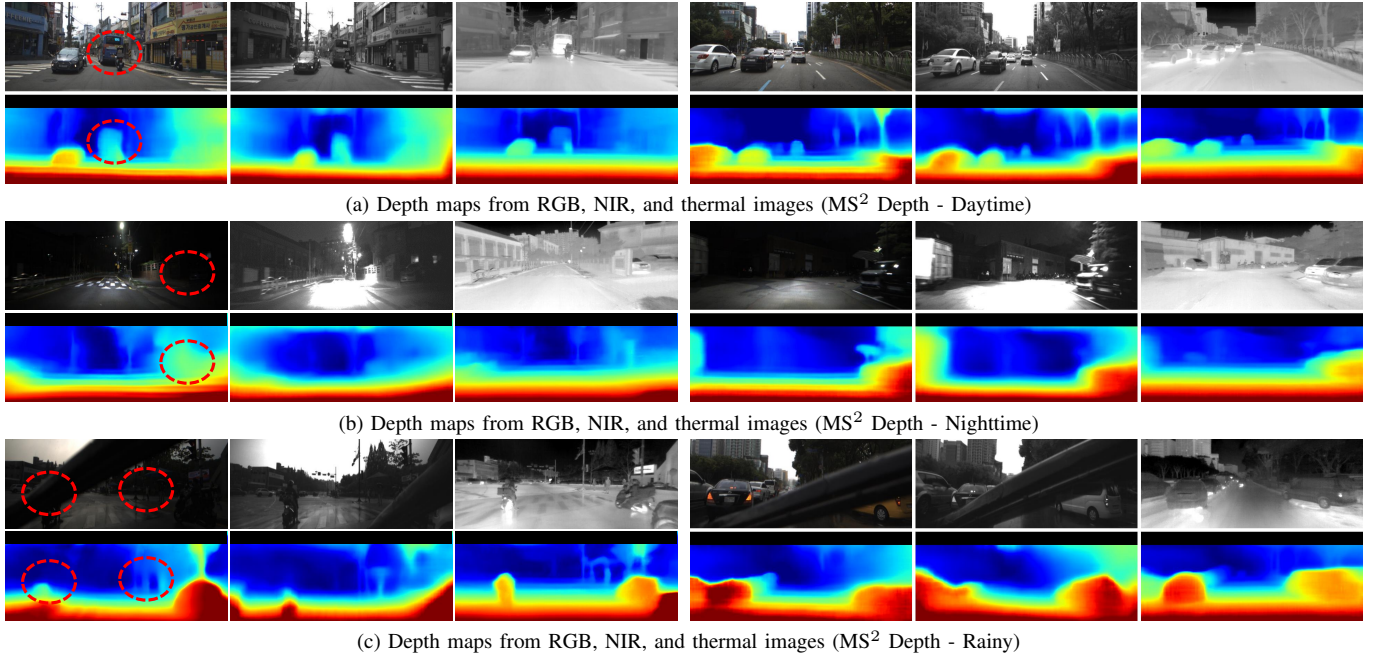 (a) Depth maps from RGB, NIR, and thermal images (MS² Depth - Daytime)
(b) Depth maps from RGB, NIR, and thermal images (MS² Depth - Nighttime)
(c) Depth maps from RGB, NIR, and thermal images (MS² Depth - Rainy)